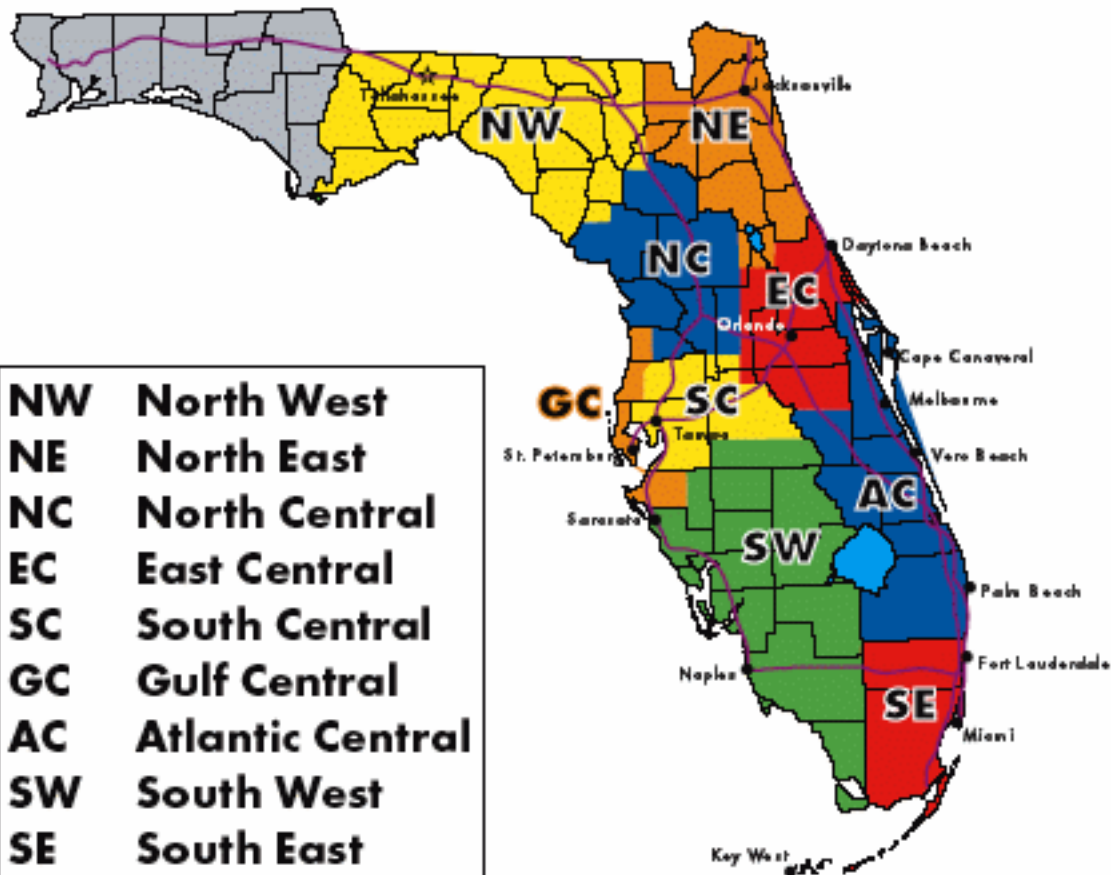 Jacksonville
Tallahassee
NW
NE
Daytona Beach
NC
EC
Orlando
Cape Canaveral
GC
SC
Melbourne
Tampa
St. Petersburg
Vero Beach
AC
Sarasota
SW
Palm Beach
Fort Lauderdale
Naples
SE
Miami
Key West
NW North West
NE North East
NC North Central
EC East Central
SC South Central
GC Gulf Central
AC Atlantic Central
SW South West
SE South East